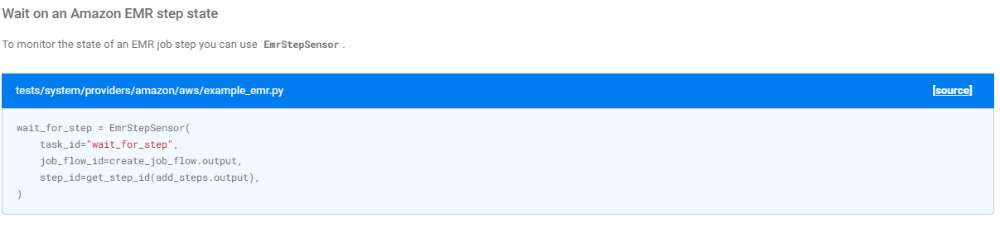 Wait on an Amazon EMR step state
To monitor the state of an EMR job step you can use EmrStepSensor .
tests/system/providers/amazon/aws/example_emr.py [source]
wait_for_step = EmrStepSensor(
    task_id="wait_for_step",
    job_flow_id=create_job_flow.output,
    step_id=get_step_id(add_steps.output),
)